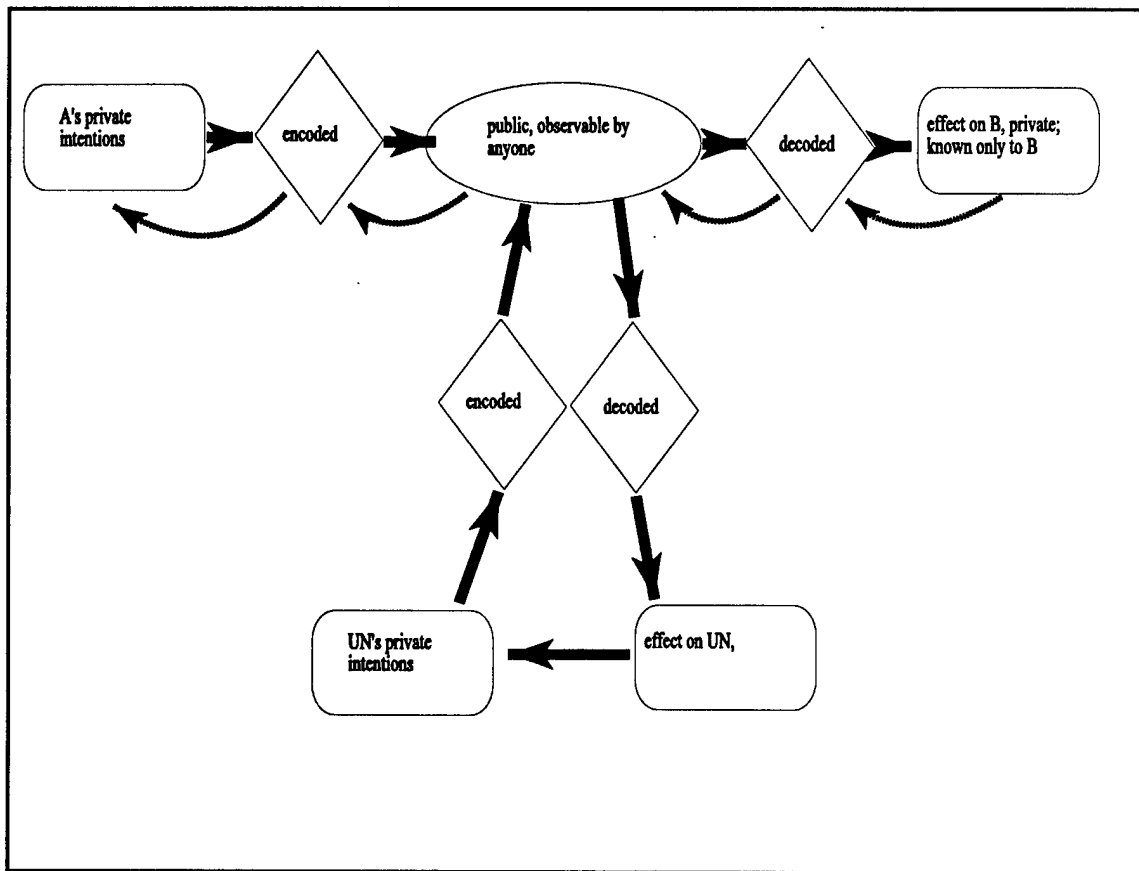 A's private
intentions
encoded
public, observable by
anyone
decoded
effect on B, private;
known only to B
encoded
decoded
UN's private
intentions
effect on UN,